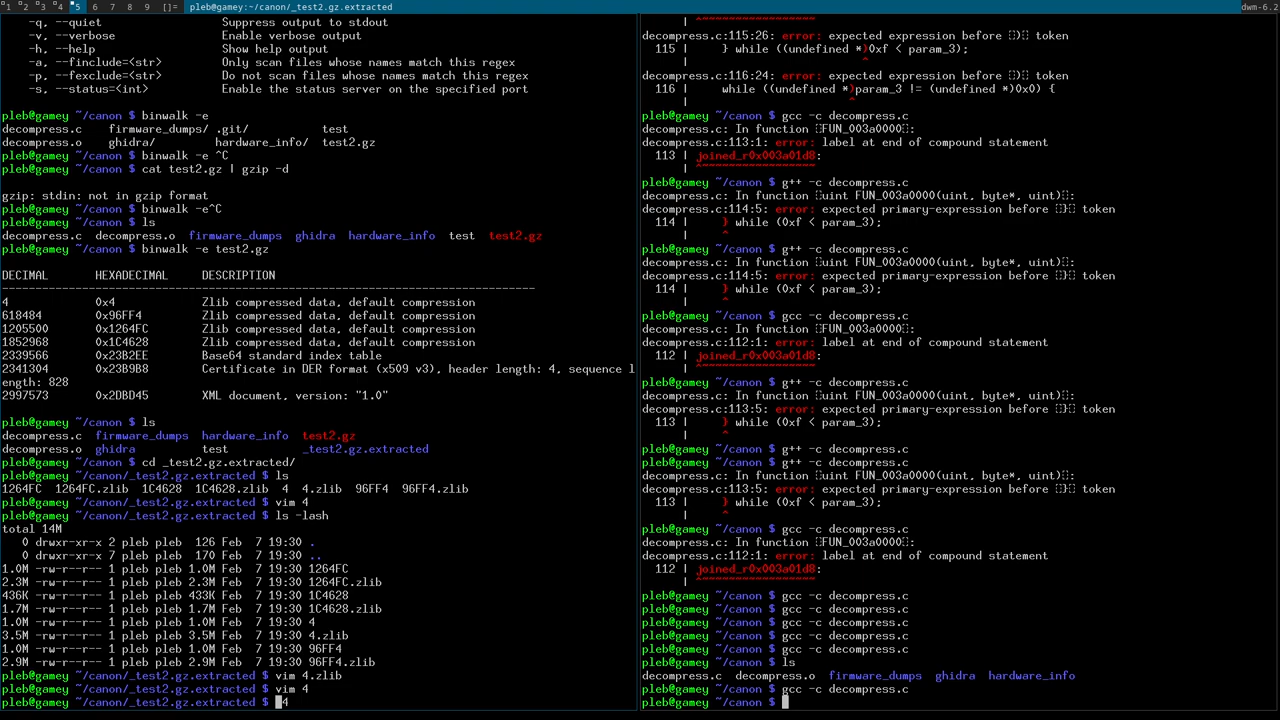 1 2 3 4 5 6 7 8 9 []= pleb@gamey:~/canon/_test2.gz.extracted dwm-6.2
-q, --quiet Suppress output to stdout
-v, --verbose Enable verbose output
-h, --help Show help output
-a, --finclude=<str> Only scan files whose names match this regex
-p, --fexclude=<str> Do not scan files whose names match this regex
-s, --status=<int> Enable the status server on the specified port
pleb@gamey ~/canon $ binwalk -e
decompress.c firmware_dumps/ .git/ test
decompress.o ghidra/ hardware_info/ test2.gz
pleb@gamey ~/canon $ binwalk -e ^C
pleb@gamey ~/canon $ cat test2.gz | gzip -d
gzip: stdin: not in gzip format
pleb@gamey ~/canon $ binwalk -e^C
pleb@gamey ~/canon $ ls
decompress.c decompress.o firmware_dumps ghidra hardware_info test test2.gz
pleb@gamey ~/canon $ binwalk -e test2.gz
DECIMAL HEXADECIMAL DESCRIPTION
--------------------------------------------------------------------------------
4 0x4 Zlib compressed data, default compression
618484 0x96FF4 Zlib compressed data, default compression
1205500 0x1264FC Zlib compressed data, default compression
1852968 0x1C4628 Zlib compressed data, default compression
2339566 0x23B2EE Base64 standard index table
2341304 0x23B9B8 Certificate in DER format (x509 v3), header length: 4, sequence l
ength: 828
2997573 0x2DBD45 XML document, version: "1.0"
pleb@gamey ~/canon $ ls
decompress.c firmware_dumps hardware_info test2.gz
decompress.o ghidra test _test2.gz.extracted
pleb@gamey ~/canon $ cd _test2.gz.extracted/
pleb@gamey ~/canon/_test2.gz.extracted $ ls
1264FC 1264FC.zlib 1C4628 1C4628.zlib 4 4.zlib 96FF4 96FF4.zlib
pleb@gamey ~/canon/_test2.gz.extracted $ vim 4
pleb@gamey ~/canon/_test2.gz.extracted $ ls -lash
total 14M
0 drwxr-xr-x 2 pleb pleb 126 Feb 7 19:30 .
0 drwxr-xr-x 7 pleb pleb 170 Feb 7 19:30 ..
1.0M -rw-r--r-- 1 pleb pleb 1.0M Feb 7 19:30 1264FC
2.3M -rw-r--r-- 1 pleb pleb 2.3M Feb 7 19:30 1264FC.zlib
436K -rw-r--r-- 1 pleb pleb 433K Feb 7 19:30 1C4628
1.7M -rw-r--r-- 1 pleb pleb 1.7M Feb 7 19:30 1C4628.zlib
1.0M -rw-r--r-- 1 pleb pleb 1.0M Feb 7 19:30 4
3.5M -rw-r--r-- 1 pleb pleb 3.5M Feb 7 19:30 4.zlib
1.0M -rw-r--r-- 1 pleb pleb 1.0M Feb 7 19:30 96FF4
2.9M -rw-r--r-- 1 pleb pleb 2.9M Feb 7 19:30 96FF4.zlib
pleb@gamey ~/canon/_test2.gz.extracted $ vim 4.zlib
pleb@gamey ~/canon/_test2.gz.extracted $ vim 4
pleb@gamey ~/canon/_test2.gz.extracted $ 4
decompress.c:115:26: error: expected expression before ) token
115 | } while ((undefined *)0xf < param_3);
^
decompress.c:116:24: error: expected expression before ) token
116 | while ((undefined *)param_3 != (undefined *)0x0) {
| ^
pleb@gamey ~/canon $ gcc -c decompress.c
decompress.c: In function FUN_003a0000:
decompress.c:113:1: error: label at end of compound statement
113 | joined_r0x003a01d8:
| ^~~~~~~~~~~~~~~~~~
pleb@gamey ~/canon $ g++ -c decompress.c
decompress.c: In function uint FUN_003a0000(uint, byte*, uint):
decompress.c:114:5: error: expected primary-expression before } token
114 | } while (0xf < param_3);
| ^
pleb@gamey ~/canon $ g++ -c decompress.c
decompress.c: In function uint FUN_003a0000(uint, byte*, uint):
decompress.c:114:5: error: expected primary-expression before } token
114 | } while (0xf < param_3);
| ^
pleb@gamey ~/canon $ gcc -c decompress.c
decompress.c: In function FUN_003a0000:
decompress.c:112:1: error: label at end of compound statement
112 | joined_r0x003a01d8:
| ^~~~~~~~~~~~~~~~~~
pleb@gamey ~/canon $ g++ -c decompress.c
decompress.c: In function uint FUN_003a0000(uint, byte*, uint):
decompress.c:113:5: error: expected primary-expression before } token
113 | } while (0xf < param_3);
| ^
pleb@gamey ~/canon $ g++ -c decompress.c
pleb@gamey ~/canon $ g++ -c decompress.c
decompress.c: In function uint FUN_003a0000(uint, byte*, uint):
decompress.c:113:5: error: expected primary-expression before } token
113 | } while (0xf < param_3);
| ^
pleb@gamey ~/canon $ gcc -c decompress.c
decompress.c: In function FUN_003a0000:
decompress.c:112:1: error: label at end of compound statement
112 | joined_r0x003a01d8:
| ^~~~~~~~~~~~~~~~~~
pleb@gamey ~/canon $ gcc -c decompress.c
pleb@gamey ~/canon $ gcc -c decompress.c
pleb@gamey ~/canon $ gcc -c decompress.c
pleb@gamey ~/canon $ gcc -c decompress.c
pleb@gamey ~/canon $ gcc -c decompress.c
pleb@gamey ~/canon $ ls
decompress.c decompress.o firmware_dumps ghidra hardware_info
pleb@gamey ~/canon $ gcc -c decompress.c
pleb@gamey ~/canon $